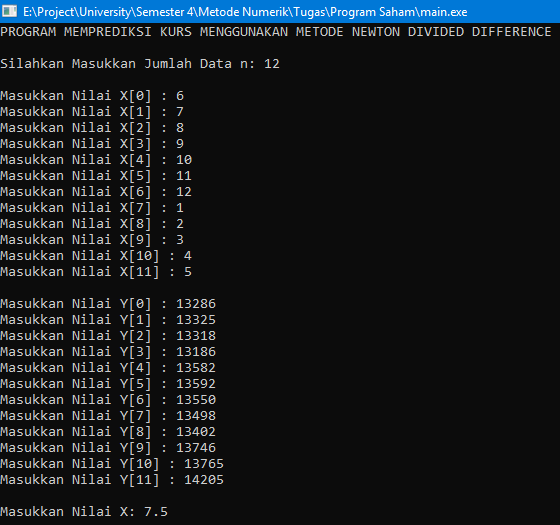 E:\Project\University\Semester 4\Metode Numerik\Tugas\Program Saham\main.exe
PROGRAM MEMPREDIKSI KURS MENGGUNAKAN METODE NEWTON DIVIDED DIFFERENCE
Silahkan Masukkan Jumlah Data n: 12
Masukkan Nilai X[0] : 6
Masukkan Nilai X[1] : 7
Masukkan Nilai X[2] : 8
Masukkan Nilai X[3] : 9
Masukkan Nilai X[4] : 10
Masukkan Nilai X[5] : 11
Masukkan Nilai X[6] : 12
Masukkan Nilai X[7] : 1
Masukkan Nilai X[8] : 2
Masukkan Nilai X[9] : 3
Masukkan Nilai X[10] : 4
Masukkan Nilai X[11] : 5
Masukkan Nilai Y[0] : 13286
Masukkan Nilai Y[1] : 13325
Masukkan Nilai Y[2] : 13318
Masukkan Nilai Y[3] : 13186
Masukkan Nilai Y[4] : 13582
Masukkan Nilai Y[5] : 13592
Masukkan Nilai Y[6] : 13550
Masukkan Nilai Y[7] : 13498
Masukkan Nilai Y[8] : 13402
Masukkan Nilai Y[9] : 13746
Masukkan Nilai Y[10] : 13765
Masukkan Nilai Y[11] : 14205
Masukkan Nilai X: 7.5